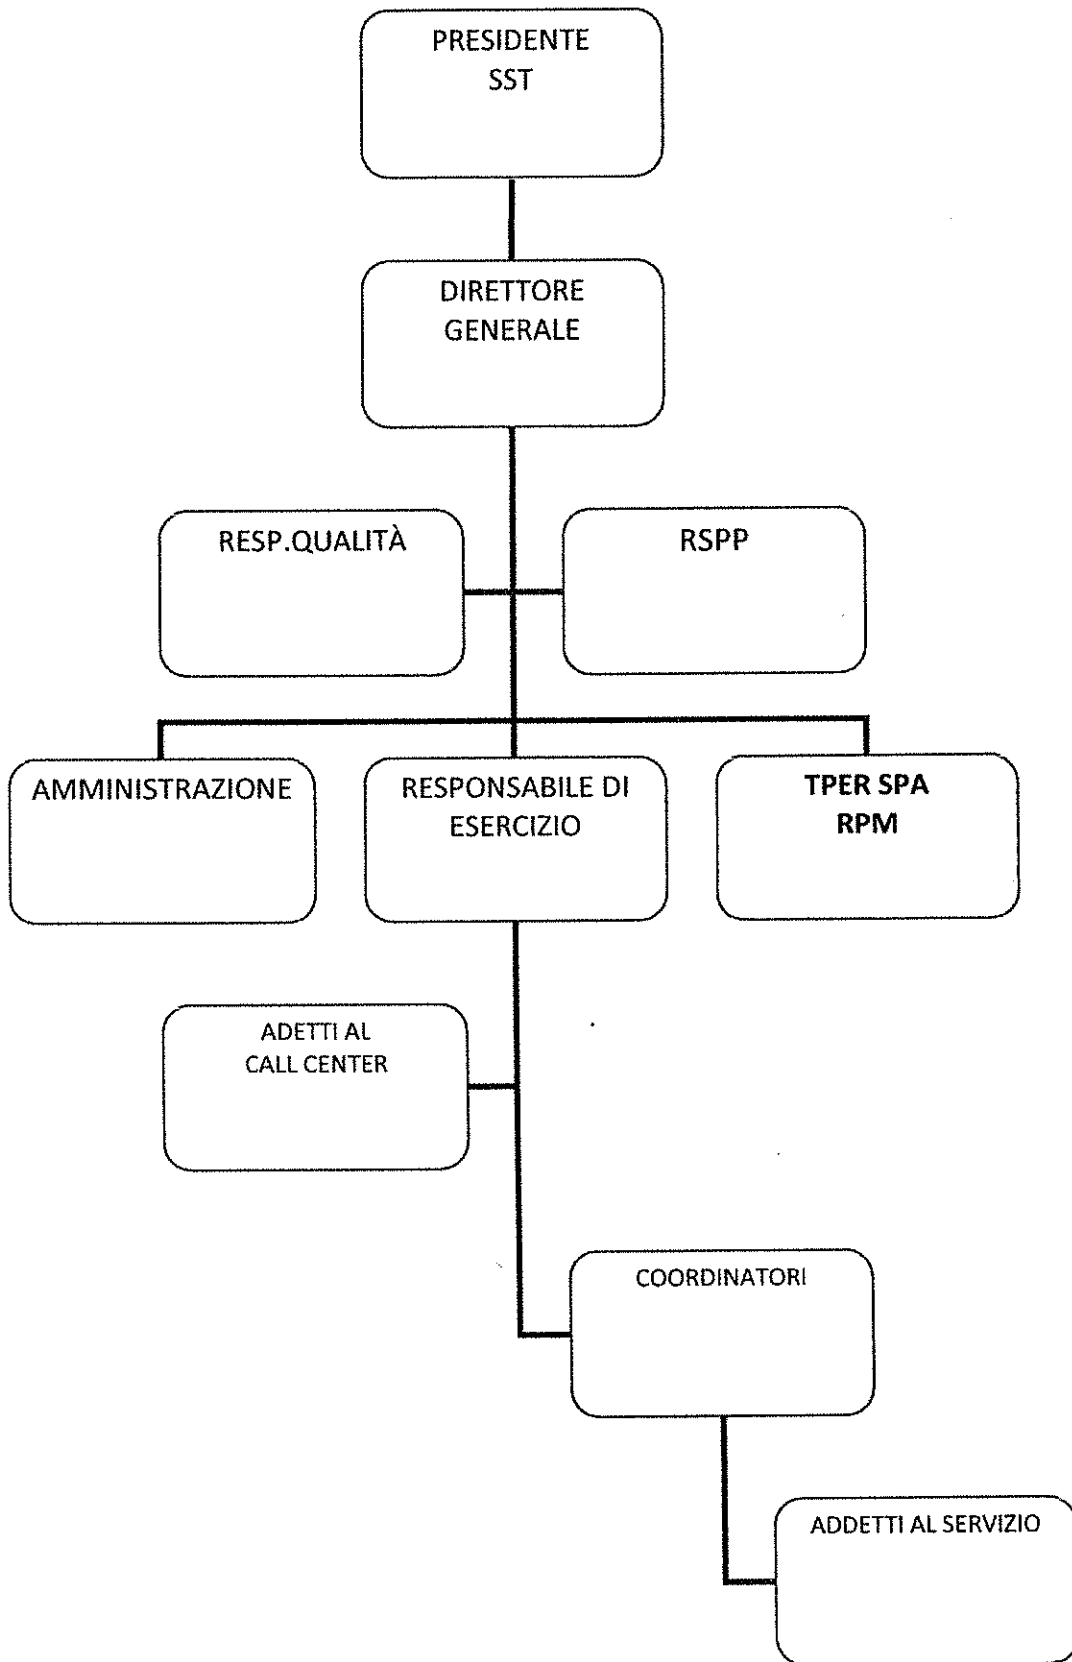 PRESIDENTE
SST
DIRETTORE
GENERALE
RESP.QUALITÀ
RSPP
AMMINISTRAZIONE
RESPONSABILE DI
ESERCIZIO
TPER SPA
RPM
ADETTI AL
CALL CENTER
COORDINATORI
ADDETTI AL SERVIZIO